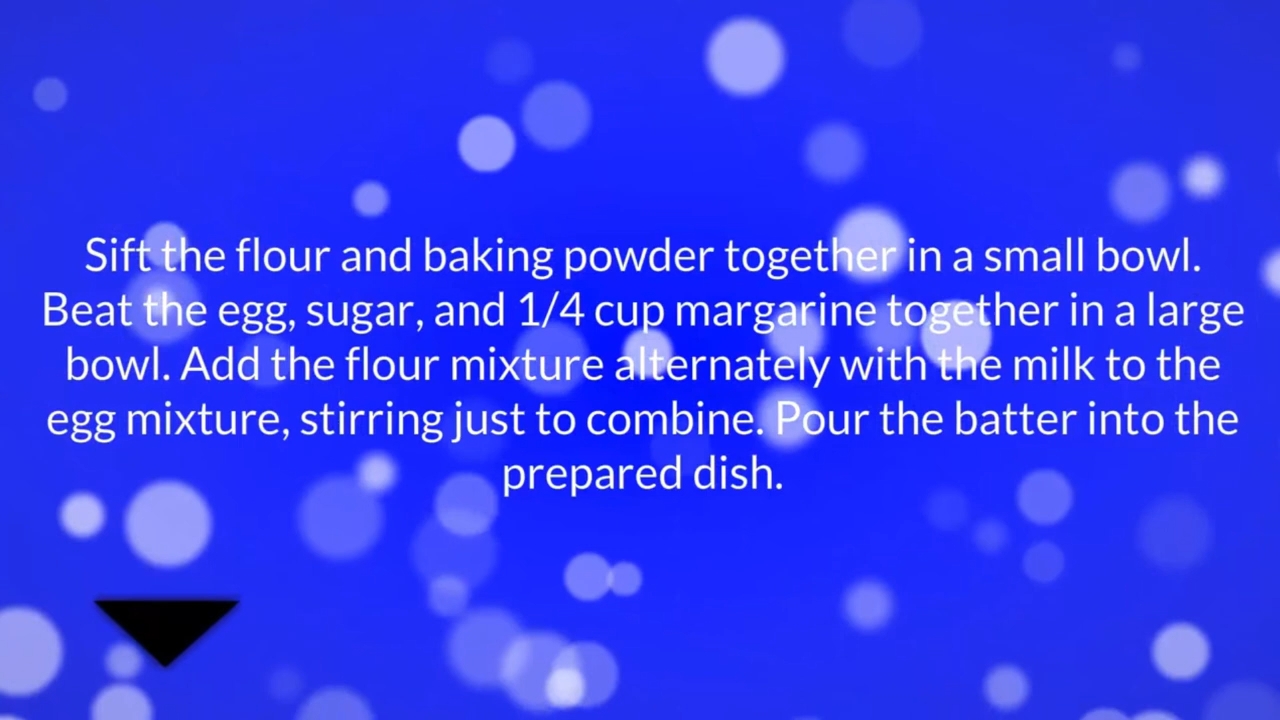 Sift the flour and baking powder together in a small bowl.
Beat the egg, sugar, and 1/4 cup margarine together in a large
bowl. Add the flour mixture alternately with the milk to the
egg mixture, stirring just to combine. Pour the batter into the
prepared dish.